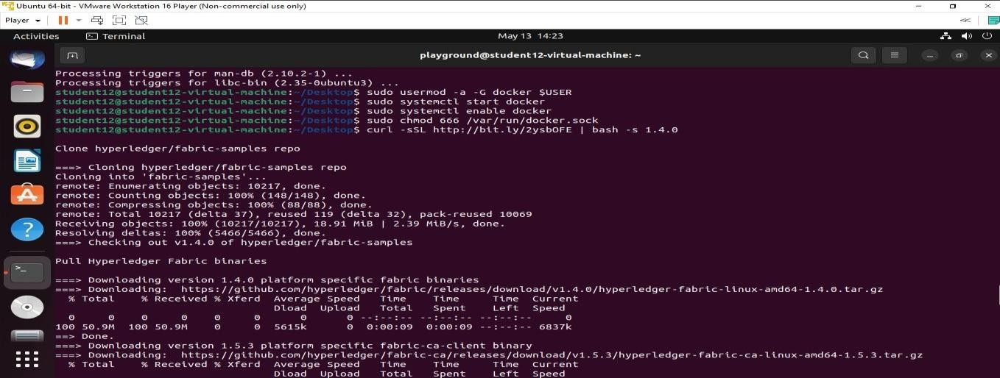 Ubuntu 64-bit - VMware Workstation 16 Player (Non-commercial use only)
Player
Activities
Terminal
May 13 14:23
playground@student12-virtual-machine: ~
Processing triggers for man-db (2.10.2-1) ...
Processing triggers for libc-bin (2.35-0ubuntu3) ...
student12@student12-virtual-machine:~/Desktop$ sudo usermod -a -G docker $USER
student12@student12-virtual-machine:~/Desktop$ sudo systemctl start docker
student12@student12-virtual-machine:~/Desktop$ sudo systemctl enable docker
student12@student12-virtual-machine:~/Desktop$ sudo chmod 666 /var/run/docker.sock
student12@student12-virtual-machine:~/Desktop$ curl -sSL http://bit.ly/2ysbOFE | bash -s 1.4.0
Clone hyperledger/fabric-samples repo
===> Cloning hyperledger/fabric-samples repo
Cloning into 'fabric-samples'...
remote: Enumerating objects: 10217, done.
remote: Counting objects: 100% (148/148), done.
remote: Compressing objects: 100% (88/88), done.
remote: Total 10217 (delta 37), reused 119 (delta 32), pack-reused 10069
Receiving objects: 100% (10217/10217), 18.91 MiB | 2.39 MiB/s, done.
Resolving deltas: 100% (5466/5466), done.
===> Checking out v1.4.0 of hyperledger/fabric-samples
Pull Hyperledger Fabric binaries
===> Downloading version 1.4.0 platform specific fabric binaries
===> Downloading:  https://github.com/hyperledger/fabric/releases/download/v1.4.0/hyperledger-fabric-linux-amd64-1.4.0.tar.gz
  % Total    % Received % Xferd  Average Speed   Time    Time     Time  Current
                                 Dload  Upload   Total   Spent    Left  Speed
  0     0    0     0    0     0      0      0 --:--:-- --:--:-- --:--:--     0
100 50.9M  100 50.9M    0     0  5615k      0  0:00:09  0:00:09 --:--:-- 6837k
==> Done.
===> Downloading version 1.5.3 platform specific fabric-ca-client binary
===> Downloading:  https://github.com/hyperledger/fabric-ca/releases/download/v1.5.3/hyperledger-fabric-ca-linux-amd64-1.5.3.tar.gz
  % Total    % Received % Xferd  Average Speed   Time    Time     Time  Current
                                 Dload  Upload   Total   Spent    Left  Speed